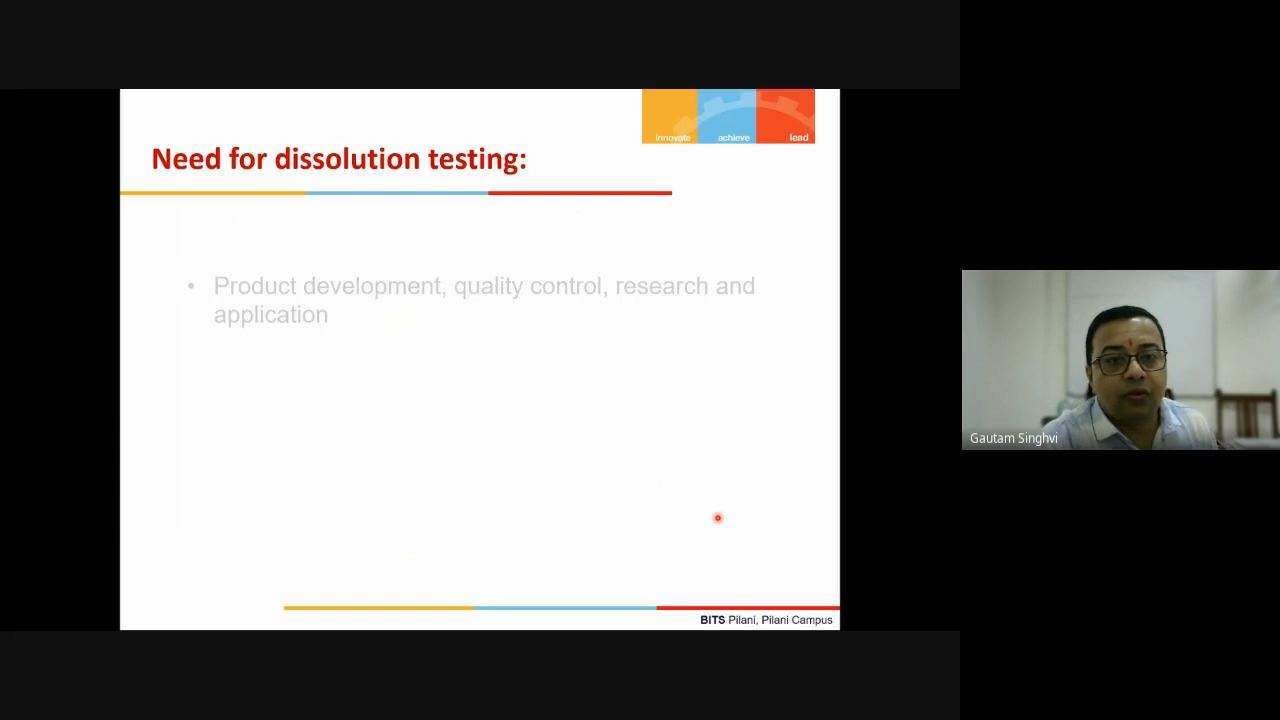 innovate achieve lead
Need for dissolution testing:
• Product development, quality control, research and
application
Gautam Singhvi
BITS Pilani, Pilani Campus